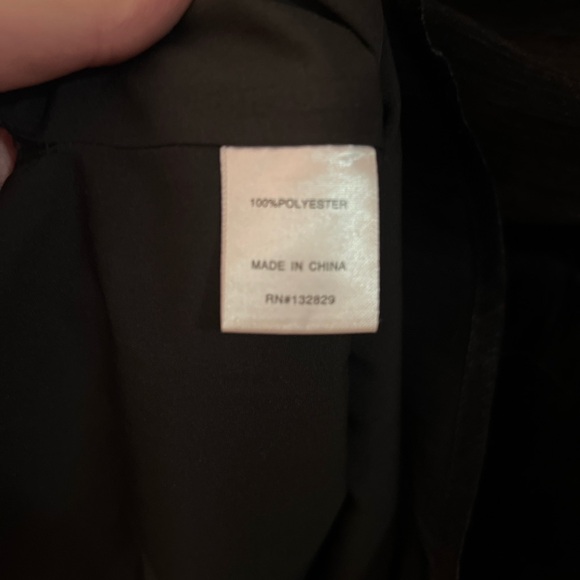 100%POLYESTER
MADE IN CHINA
RN#132829